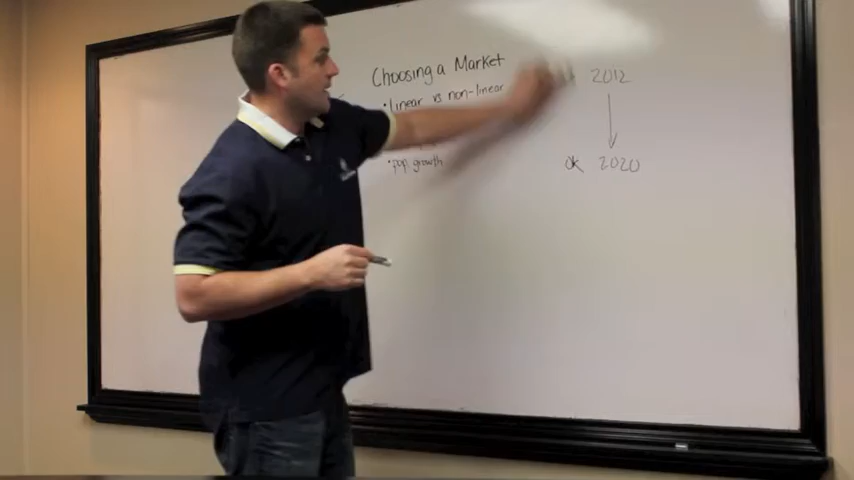 Choosing a Market
• linear vs non-linear
• pop. growth
2012
ok 2020